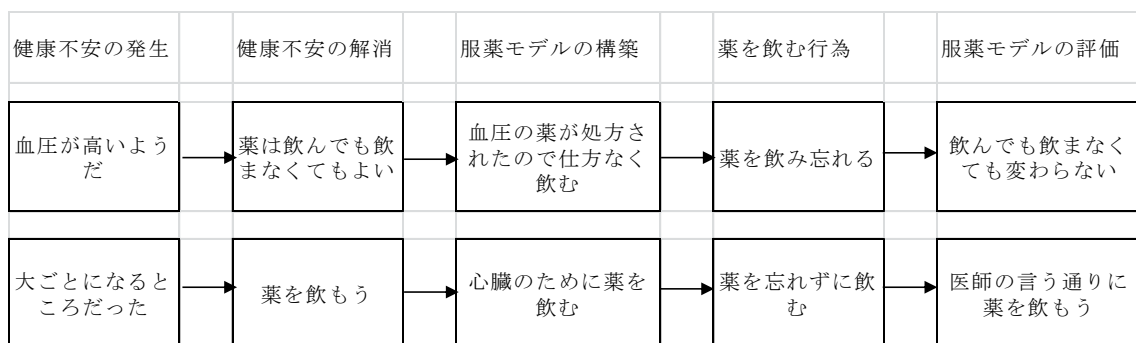 健康不安の発生
健康不安の解消
服薬モデルの構築
薬を飲む行為
服薬モデルの評価
血圧が高いよう
だ
薬は飲んでも飲
まなくてもよい
血圧の薬が処方さ
れたので仕方なく
飲む
薬を飲み忘れる
飲んでも飲まなく
ても変わらない
大ごとになると
ころだった
薬を飲もう
心臓のために薬を
飲む
薬を忘れずに飲
む
医師の言う通りに
薬を飲もう